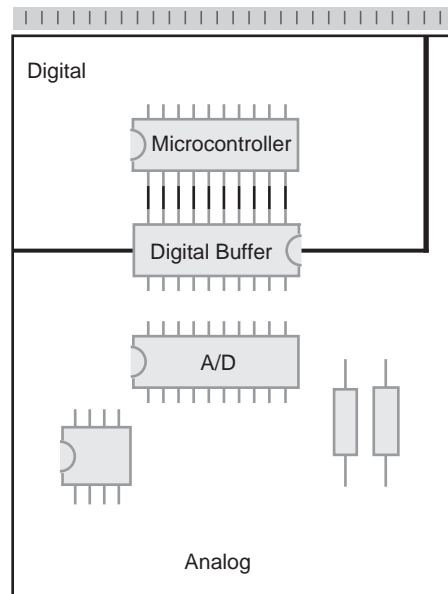 Digital
Microcontroller
Digital Buffer
A/D
Analog